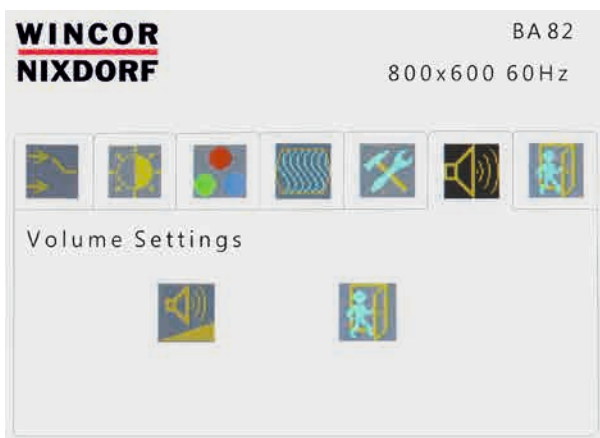 WINCOR
NIXDORF
BA 82
800x600 60Hz
Volume Settings